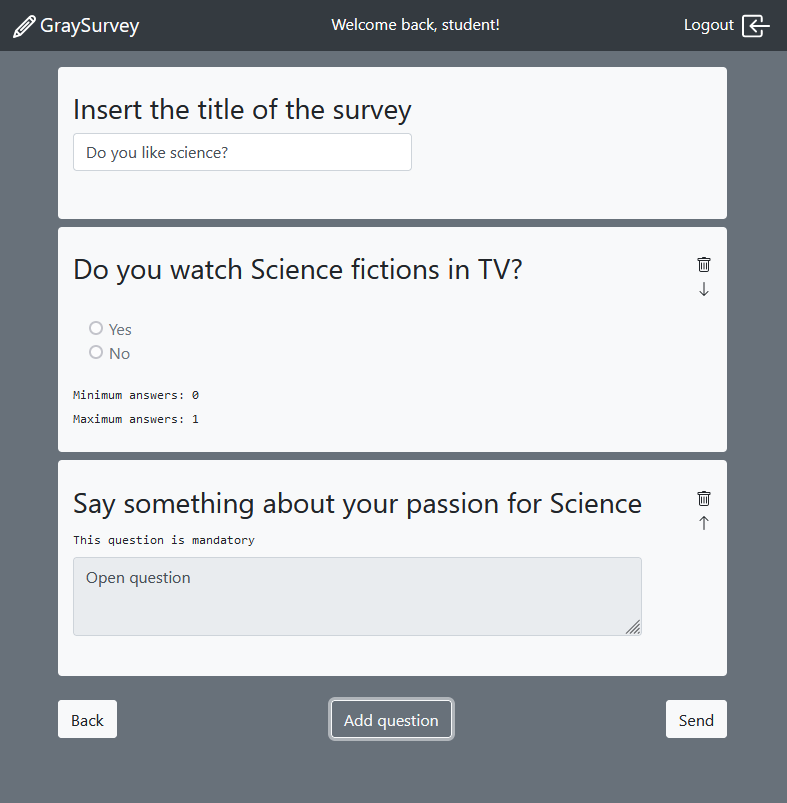 GraySurvey Welcome back, student! Logout
Insert the title of the survey
Do you like science?
Do you watch Science fictions in TV?
Yes
No
Minimum answers: 0
Maximum answers: 1
Say something about your passion for Science
This question is mandatory
Open question
Back Add question Send